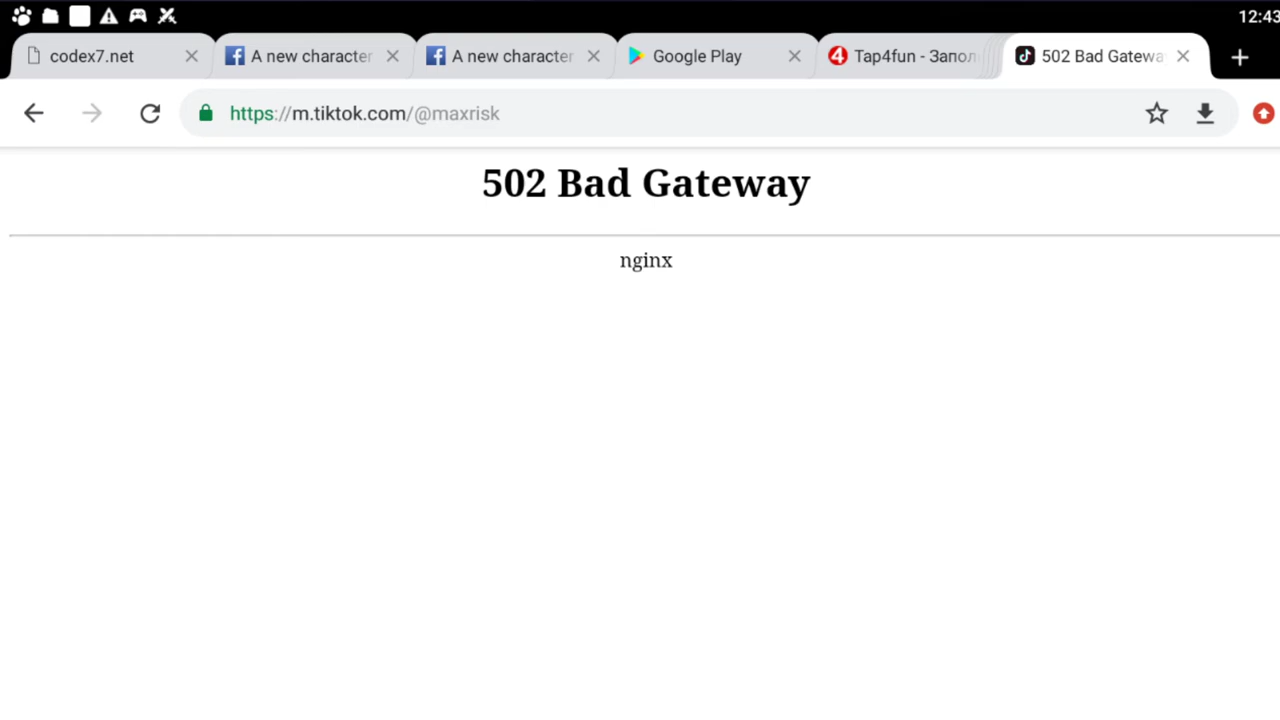 12:43
codex7.net
A new character
A new character
Google Play
Tap4fun - Запол
502 Bad Gatewa
https://m.tiktok.com/@maxrisk
502 Bad Gateway
nginx